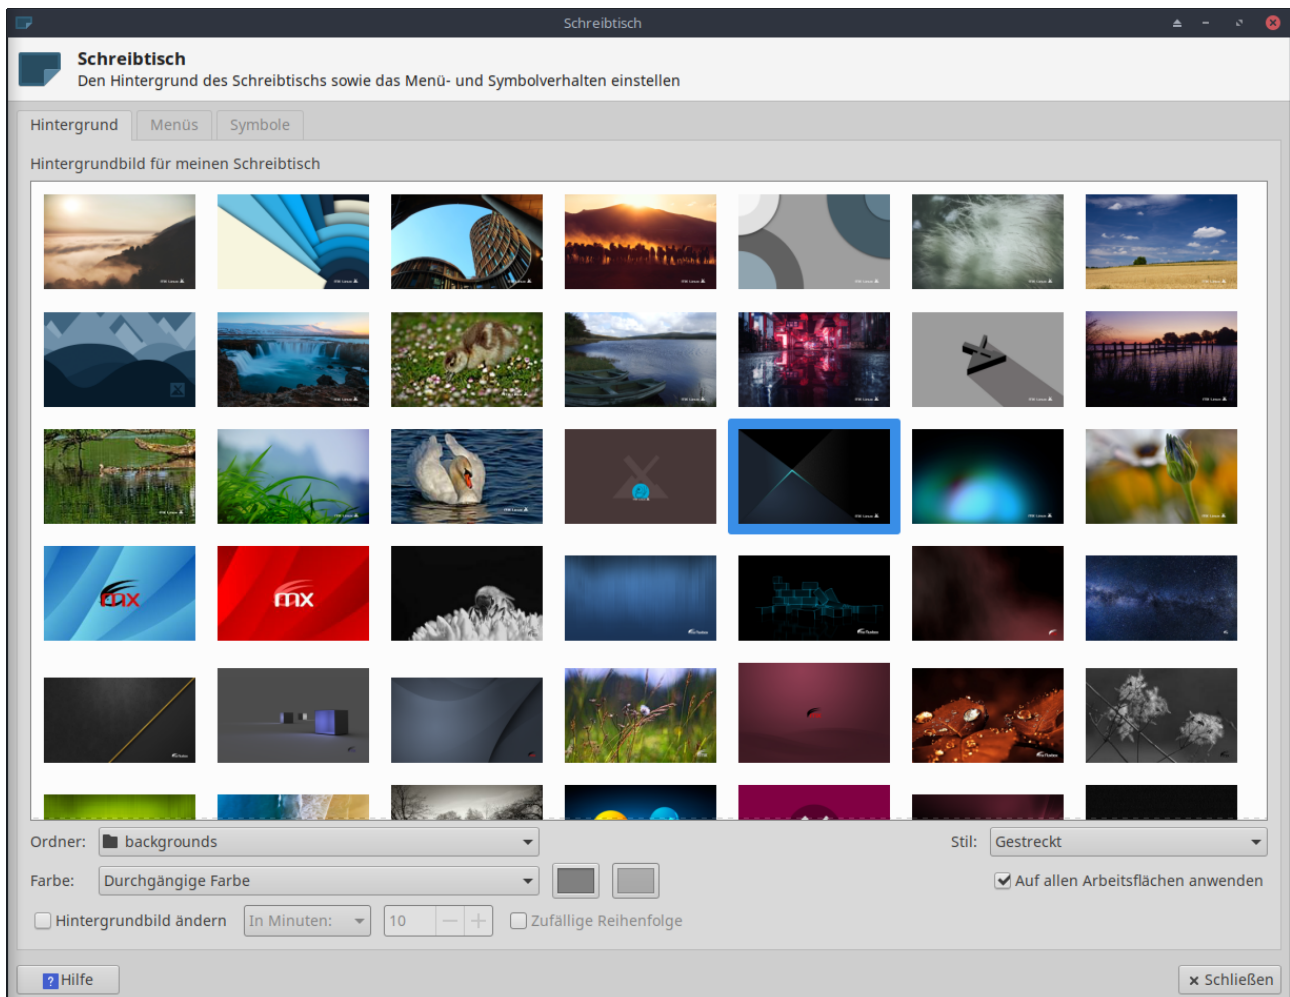 Schreibtisch
Schreibtisch
Den Hintergrund des Schreibtischs sowie das Menü- und Symbolverhalten einstellen
Hintergrund
Menüs
Symbole
Hintergrundbild für meinen Schreibtisch
mx
mx
Ordner:
backgrounds
Stil:
Gestreckt
Farbe:
Durchgängige Farbe
Auf allen Arbeitsflächen anwenden
Hintergrundbild ändern
In Minuten:
10
Zufällige Reihenfolge
? Hilfe
Schließen